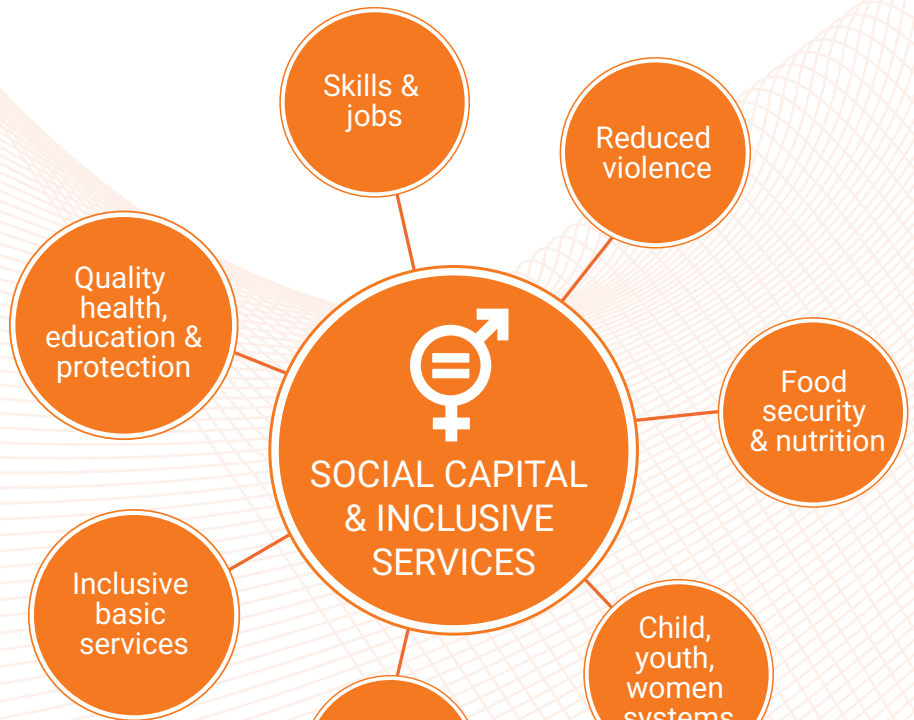 Skills &
jobs
Reduced
violence
Quality
health,
education &
protection
Food
security
& nutrition
SOCIAL CAPITAL
& INCLUSIVE
SERVICES
Inclusive
basic
services
Child,
youth,
women
systems